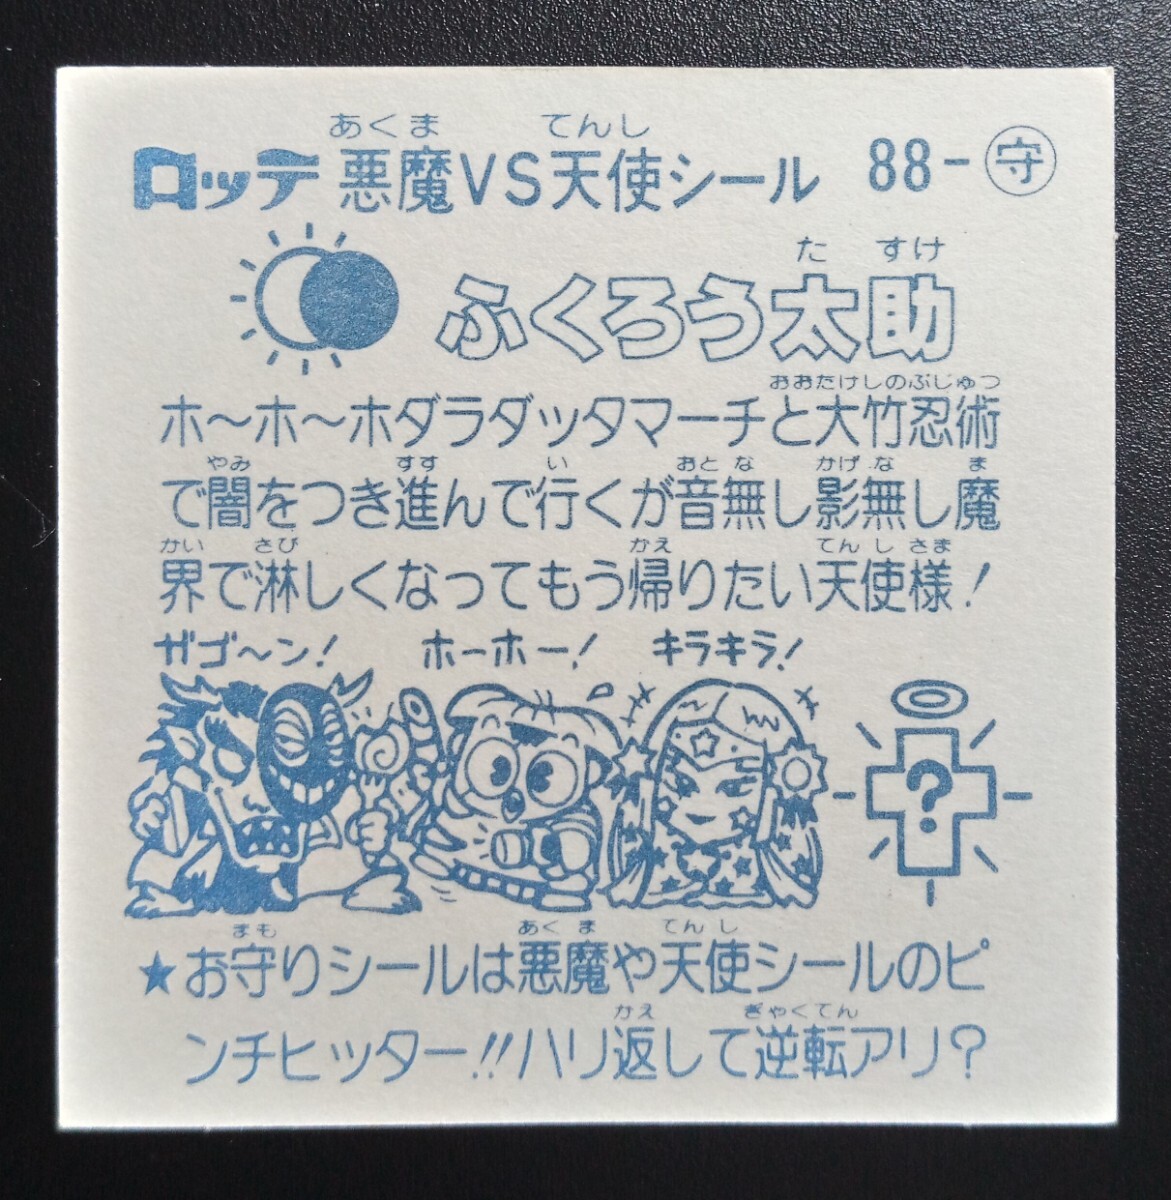 あくま てんし
ロッテ 悪魔VS天使シール 88-守
た すけ
ふくろう太助
おおたけしのぶじゅつ
ホ〜ホ〜ホダラダッタマーチと大竹忍術
やみ すす い おと な かげ な ま
で闇をつき進んで行くが音無し影無し魔
かい さび かえ てん し さま
界で淋しくなってもう帰りたい天使様！
ガゴ〜ン！ ホーホー！ キラキラ！
？
まも あく ま てん し
★お守りシールは悪魔や天使シールのピ
かえ ぎゃくてん
ンチヒッター!!ハリ返して逆転アリ？